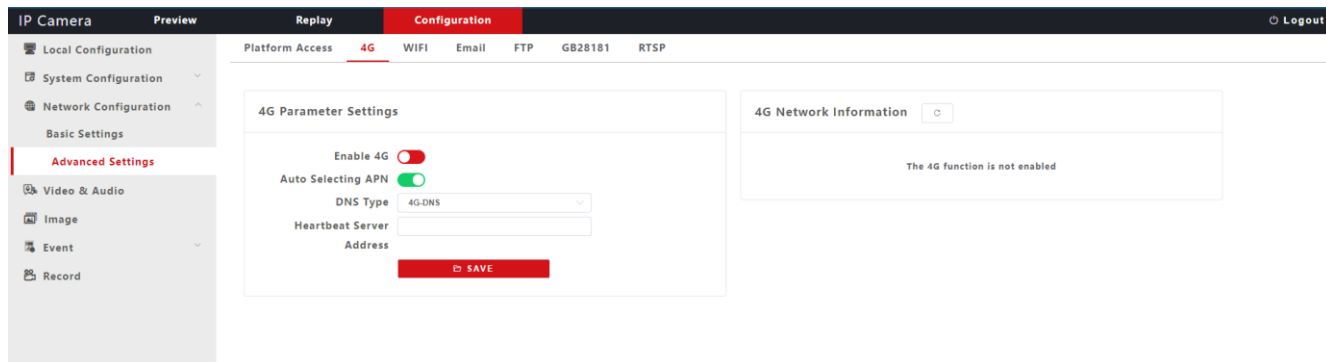 IP Camera Preview Replay Configuration Logout
Local Configuration
System Configuration
Network Configuration
Basic Settings
Advanced Settings
Video & Audio
Image
Event
Record
Platform Access 4G WIFI Email FTP GB28181 RTSP
4G Parameter Settings
Enable 4G
Auto Selecting APN
DNS Type 4G-DNS
Heartbeat Server
Address
SAVE
4G Network Information
The 4G function is not enabled